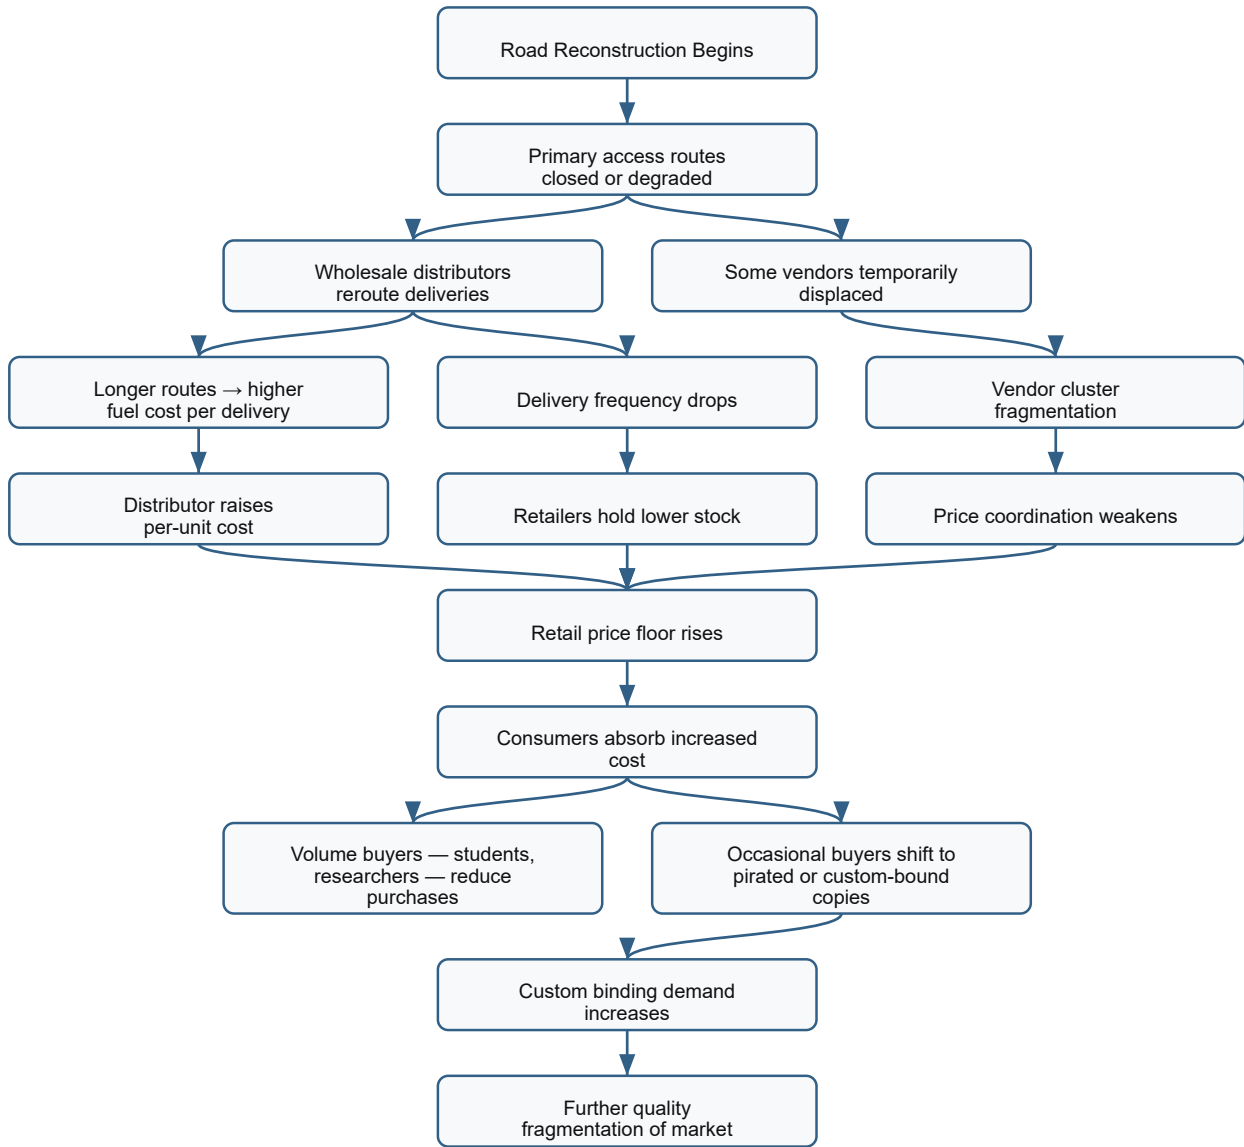 Road Reconstruction Begins
Primary access routes
closed or degraded
Wholesale distributors
reroute deliveries
Some vendors temporarily
displaced
Longer routes → higher
fuel cost per delivery
Delivery frequency drops
Vendor cluster
fragmentation
Distributor raises
per-unit cost
Retailers hold lower stock
Price coordination weakens
Retail price floor rises
Consumers absorb increased
cost
Volume buyers — students,
researchers — reduce
purchases
Occasional buyers shift to
pirated or custom-bound
copies
Custom binding demand
increases
Further quality
fragmentation of market